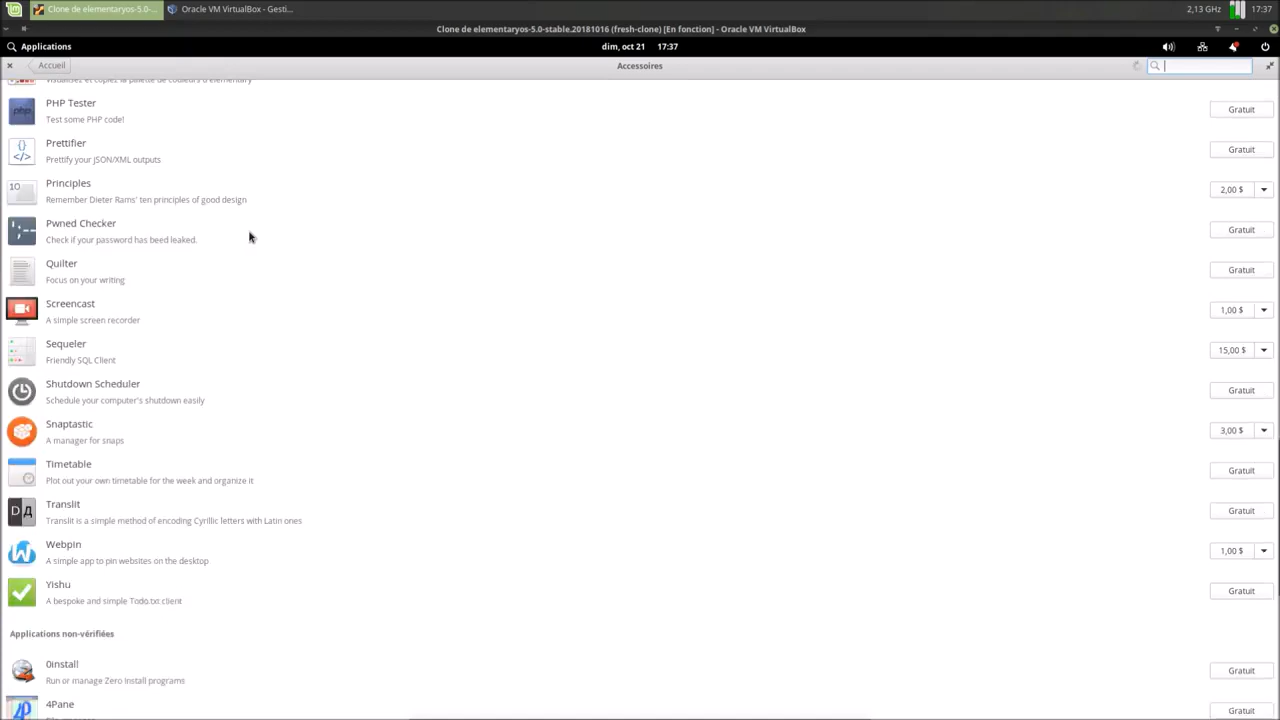 Clone de elementaryos-5.0-...
Oracle VM VirtualBox - Gesti...
2,13 GHz
17:37
Clone de elementaryos-5.0-stable.20181016 (fresh-clone) [En fonction] - Oracle VM VirtualBox
Applications
dim, oct 21 17:37
Accueil
Accessoires
Visualisez et copiez la palette de couleurs d'elementary
PHP Tester
Test some PHP code!
Gratuit
Prettifier
Prettify your JSON/XML outputs
Gratuit
Principles
Remember Dieter Rams' ten principles of good design
2,00 $
Pwned Checker
Check if your password has beed leaked.
Gratuit
Quilter
Focus on your writing
Gratuit
Screencast
A simple screen recorder
1,00 $
Sequeler
Friendly SQL Client
15,00 $
Shutdown Scheduler
Schedule your computer's shutdown easily
Gratuit
Snaptastic
A manager for snaps
3,00 $
Timetable
Plot out your own timetable for the week and organize it
Gratuit
Translit
Translit is a simple method of encoding Cyrillic letters with Latin ones
Gratuit
Webpin
A simple app to pin websites on the desktop
1,00 $
Yishu
A bespoke and simple Todo.txt client
Gratuit
Applications non-vérifiées
0install
Run or manage Zero Install programs
Gratuit
4Pane
Gratuit